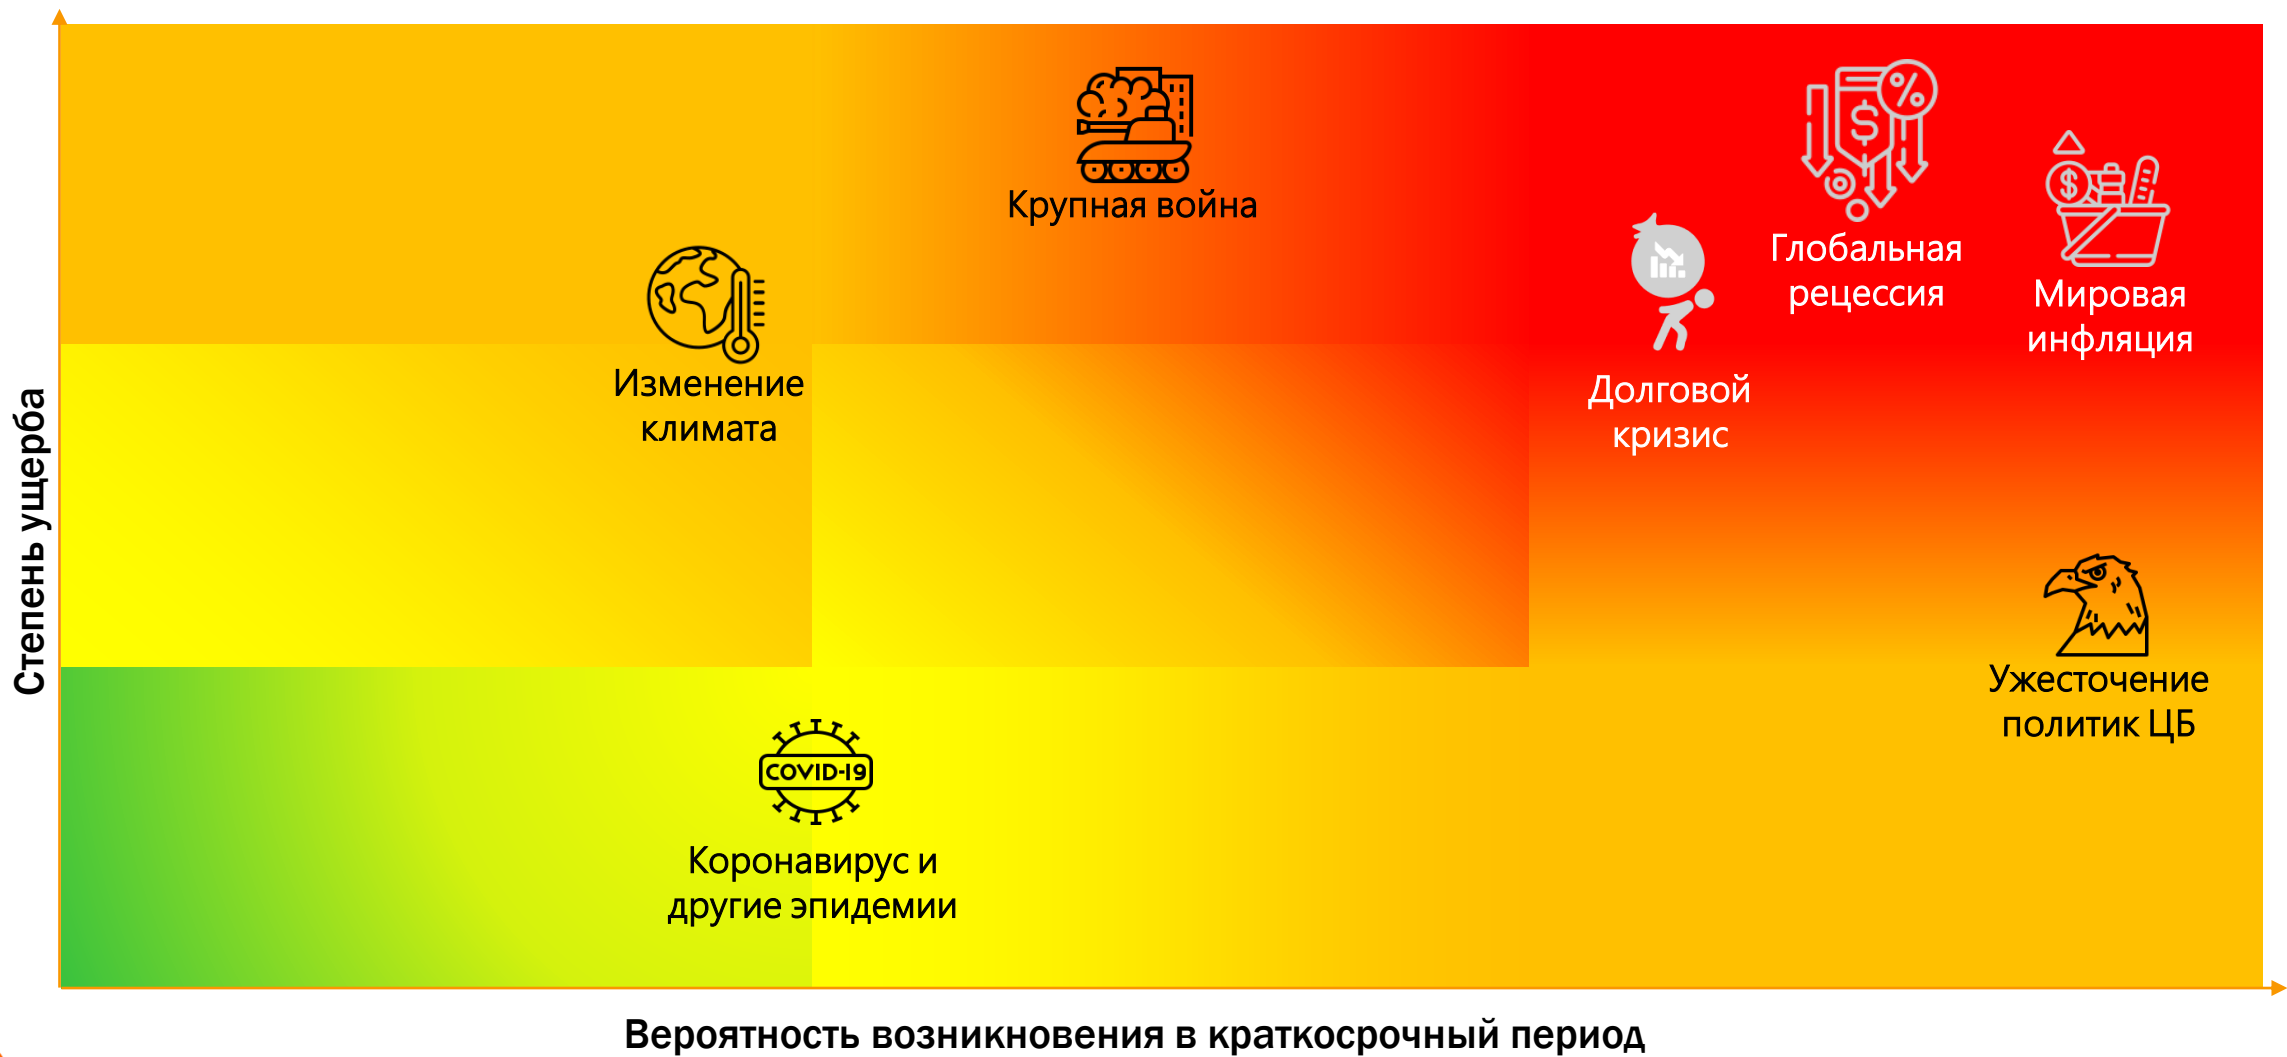 Степень ущерба
Крупная война
Глобальная
рецессия
Мировая
инфляция
Изменение
климата
Долговой
кризис
Ужесточение
политик ЦБ
COVID-19
Коронавирус и
другие эпидемии
Вероятность возникновения в краткосрочный период